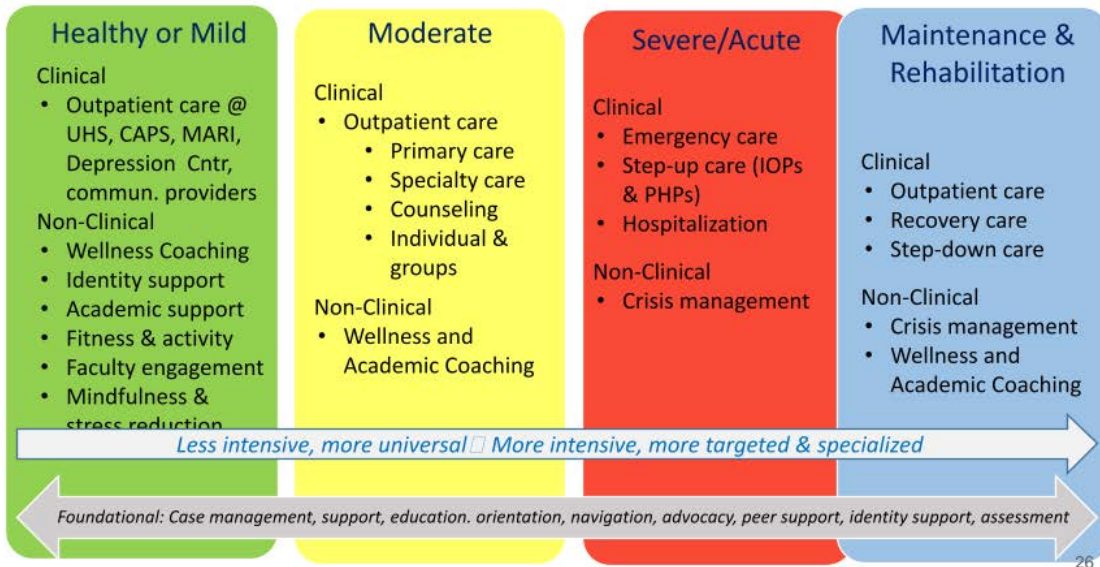 Healthy or Mild
Clinical
• Outpatient care @
UHS, CAPS, MARI,
Depression Cntr,
commun. providers
Non-Clinical
• Wellness Coaching
• Identity support
• Academic support
• Fitness & activity
• Faculty engagement
• Mindfulness &
stress reduction
Moderate
Clinical
• Outpatient care
• Primary care
• Specialty care
• Counseling
• Individual &
groups
Non-Clinical
• Wellness and
Academic Coaching
Severe/Acute
Clinical
• Emergency care
• Step-up care (IOPs
& PHPs)
• Hospitalization
Non-Clinical
• Crisis management
Maintenance &
Rehabilitation
Clinical
• Outpatient care
• Recovery care
• Step-down care
Non-Clinical
• Crisis management
• Wellness and
Academic Coaching
Less intensive, more universal More intensive, more targeted & specialized
Foundational: Case management, support, education. orientation, navigation, advocacy, peer support, identity support, assessment
26